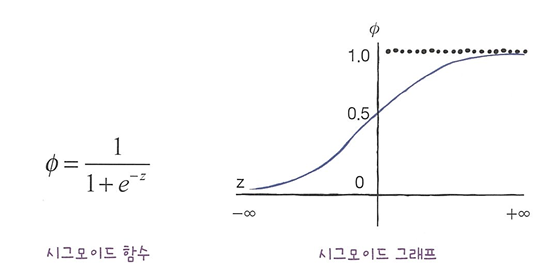 ϕ
1.0
0.5
ϕ = 1 / (1 + e^{-z})
z
0
-∞
+∞
시그모이드 함수
시그모이드 그래프